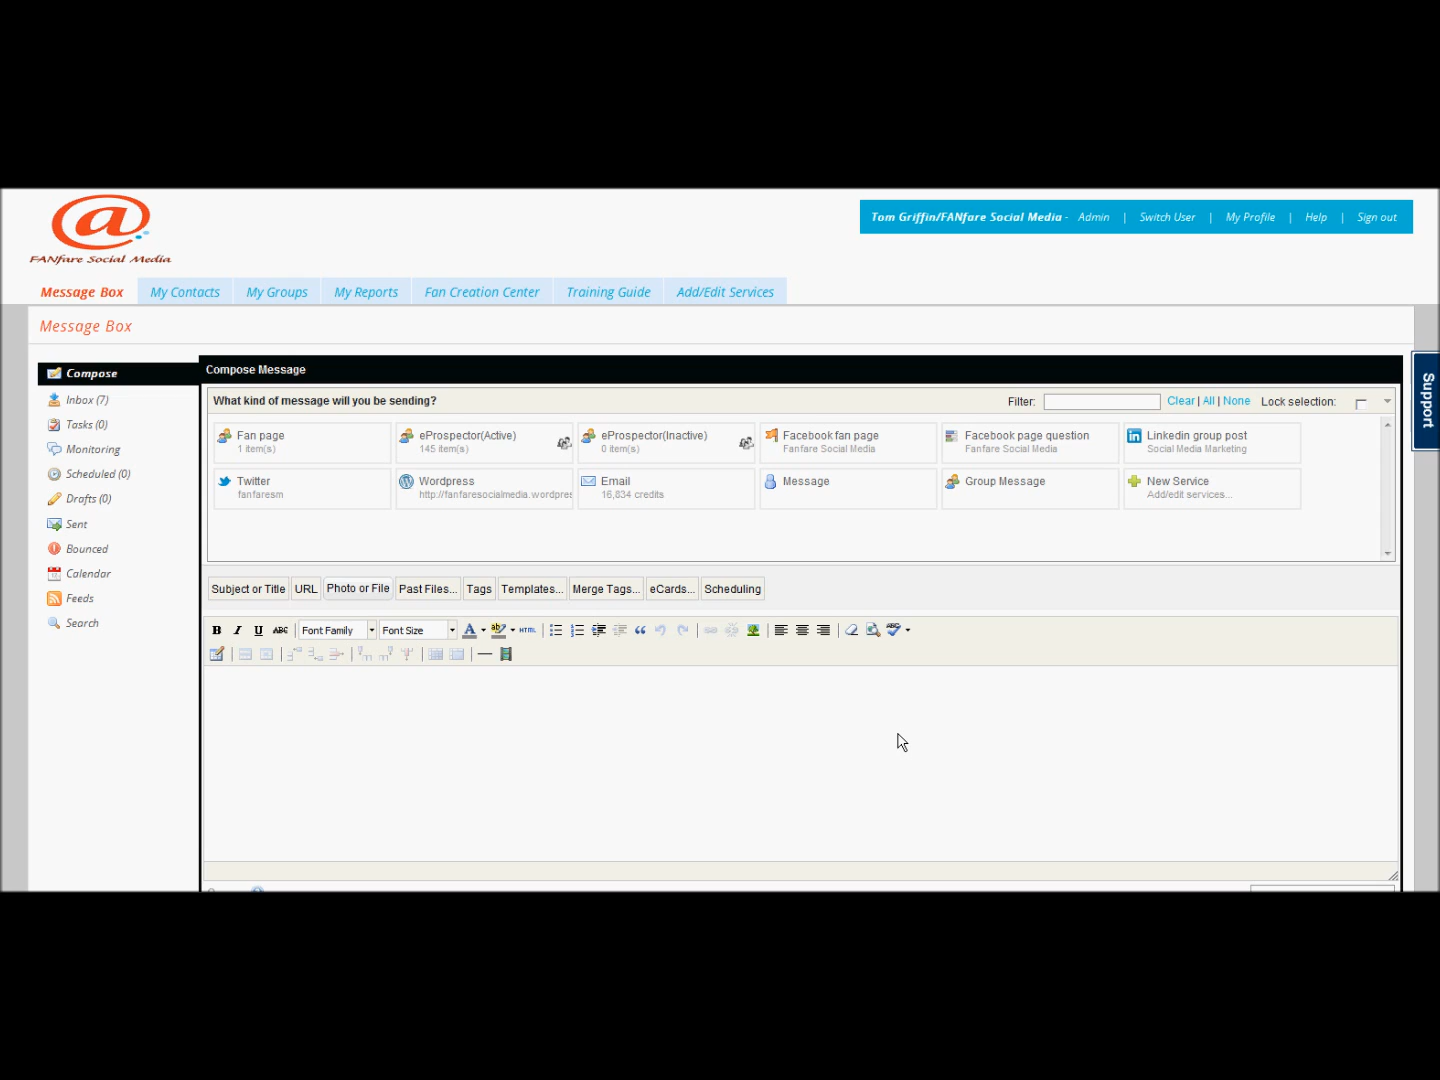 FANfare Social Media
Tom Griffin/FANfare Social Media - Admin | Switch User | My Profile | Help | Sign out
Message Box My Contacts My Groups My Reports Fan Creation Center Training Guide Add/Edit Services
Message Box
Support
Compose
Inbox (7)
Tasks (0)
Monitoring
Scheduled (0)
Drafts (0)
Sent
Bounced
Calendar
Feeds
Search
Compose Message
What kind of message will you be sending? Filter: Clear | All | None Lock selection:
Fan page
1 item(s)
eProspector(Active)
145 item(s)
eProspector(Inactive)
0 item(s)
Facebook fan page
Fanfare Social Media
Facebook page question
Fanfare Social Media
Linkedin group post
Social Media Marketing
Twitter
fanfaresm
Wordpress
http://fanfaresocialmedia.wordpres
Email
16,834 credits
Message
Group Message
New Service
Add/edit services...
Subject or Title URL Photo or File Past Files... Tags Templates... Merge Tags... eCards... Scheduling
B I U ABC Font Family Font Size A ab HTML ABC